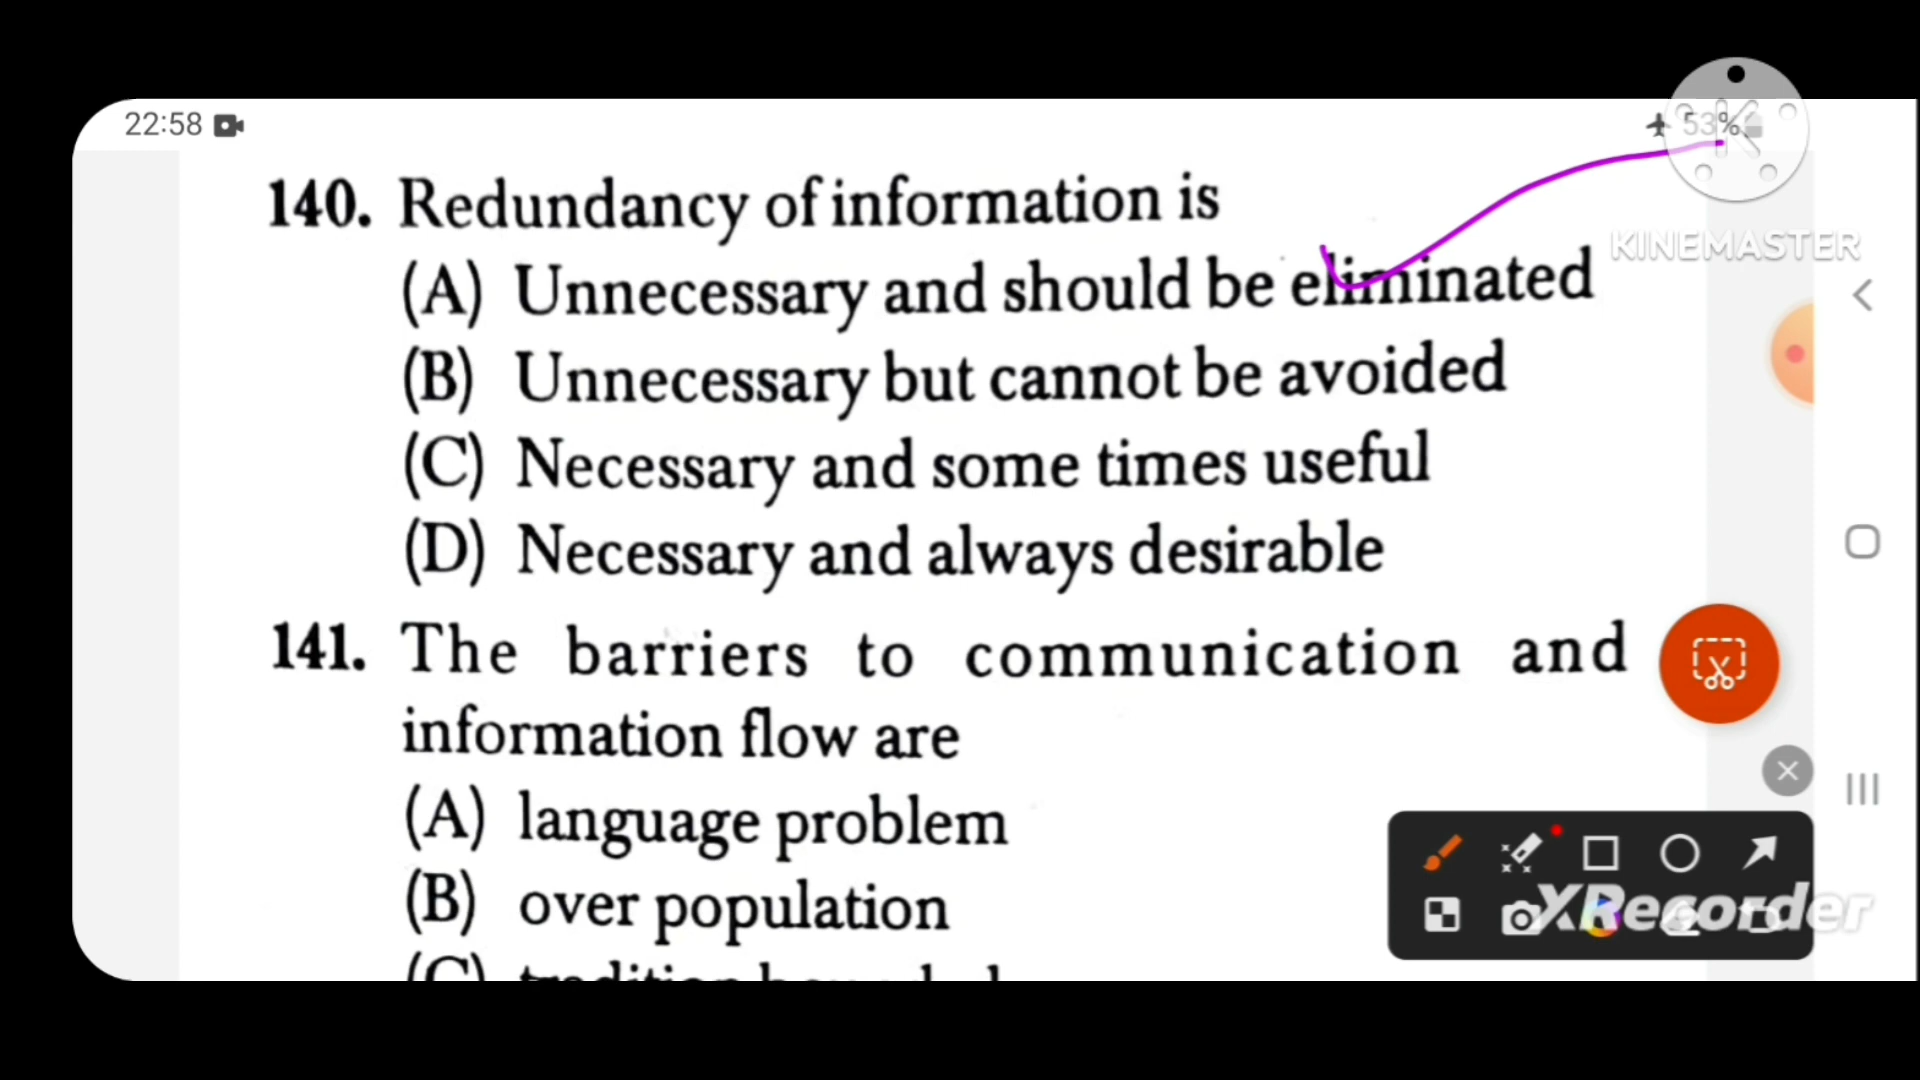 22:58
53%
KINEMASTER
140. Redundancy of information is
(A) Unnecessary and should be eliminated
(B) Unnecessary but cannot be avoided
(C) Necessary and some times useful
(D) Necessary and always desirable
141. The barriers to communication and
information flow are
(A) language problem
(B) over population
(C) tradition
XRecorder